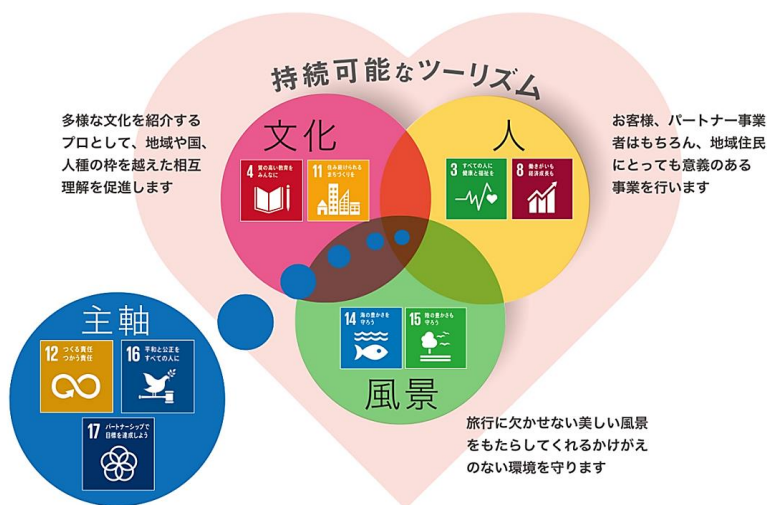 持続可能なツーリズム
多様な文化を紹介する
プロとして、地域や国、
人種の枠を越えた相互
理解を促進します
文化
4 質の高い教育を
みんなに
11 住み続けられる
まちづくりを
人
3 すべての人に
健康と福祉を
8 働きがいも
経済成長も
お客様、パートナー事業
者はもちろん、地域住民
にとっても意義のある
事業を行います
主軸
12 つくる責任
つかう責任
16 平和と公正を
すべての人に
17 パートナーシップで
目標を達成しよう
14 海の豊かさを
守ろう
15 陸の豊かさも
守ろう
風景
旅行に欠かせない美しい風景
をもたらしてくれるかけがえ
のない環境を守ります